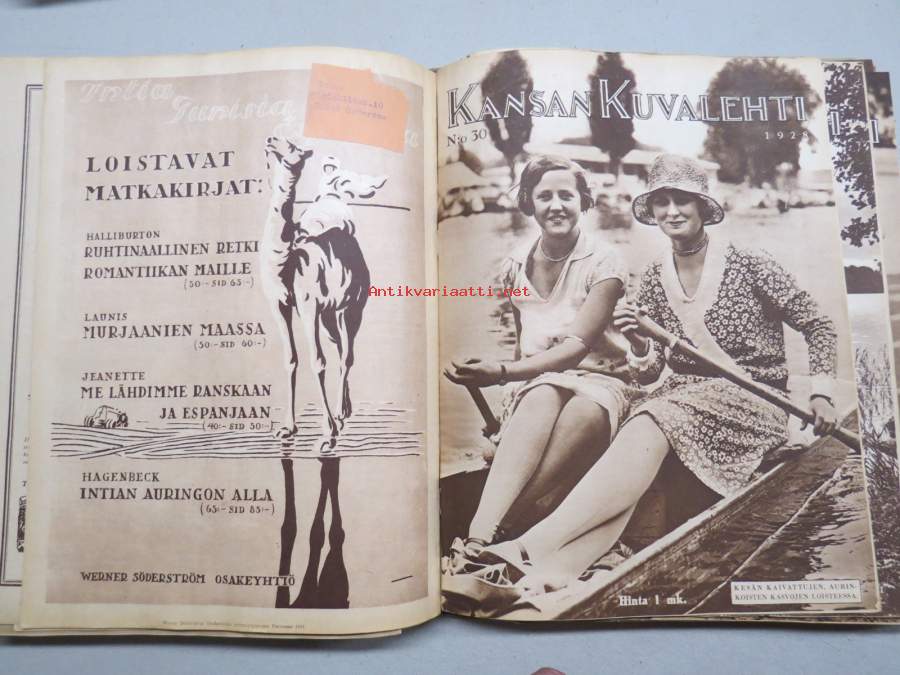 LOISTAVAT
MATKAKIRJAT:
HALLIBURTON
RUHTINAALLINEN RETKI
ROMANTIIKAN MAILLE
(50:- SID 65:-)
LAUNIS
MURJAANIEN MAASSA
(50:- SID 60:-)
JEANETTE
ME LÄHDIMME RANSKAAN
JA ESPANJAAN
(40:- SID 50:-)
HAGENBECK
INTIAN AURINGON ALLA
(65:- SID 85:-)
WERNER SÖDERSTRÖM OSAKEYHTIÖ
Antikvariaatti.net
KANSAN KUVALEHTI
N:o 30
1928
Hinta 1 mk.
KESÄN KAIVATTUJEN, AURIN-
KOISTEN KASVOJEN LOISTEESSA.